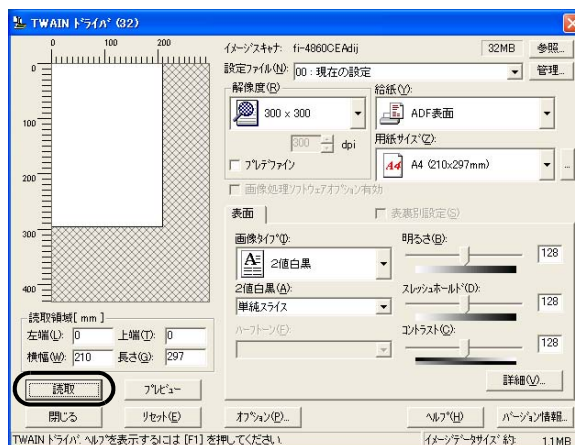 TWAIN ﾄﾞﾗｲﾊﾞ (32)
0 100 200
0
100
200
300
400
読取領域[ mm ]
左端(L): 0 上端(T): 0
横幅(W): 210 長さ(G): 297
読取 ﾌﾟﾚﾋﾞｭｰ
閉じる ﾘｾｯﾄ(E)
ｲﾒｰｼﾞｽｷｬﾅ: fi-4860CEAdij 32MB 参照...
設定ﾌｧｲﾙ(N): 00 : 現在の設定 管理...
解像度(R)
300 × 300
300 dpi
ﾌﾟﾘﾃﾞﾌｧｲﾝ
給紙(Y):
ADF表面
用紙ｻｲｽﾞ(Z):
A4 A4 (210x297mm) ...
画像処理ｿﾌﾄｳｪｱｵﾌﾟｼｮﾝ有効
表面 表裏別設定(S)
画像ﾀｲﾌﾟ(I):
2値白黒
2値白黒(A):
単純ｽﾗｲｽ
ﾊｰﾌﾄｰﾝ(F):
明るさ(B):
128
ｽﾚｯｼｭﾎｰﾙﾄﾞ(D):
128
ｺﾝﾄﾗｽﾄ(C):
128
詳細(V)...
ｵﾌﾟｼｮﾝ(P)... ﾍﾙﾌﾟ(H) ﾊﾞｰｼﾞｮﾝ情報...
TWAIN ﾄﾞﾗｲﾊﾞ. ﾍﾙﾌﾟを表示するには [F1] を押してください. ｲﾒｰｼﾞﾃﾞｰﾀｻｲｽﾞ 約 1.1MB